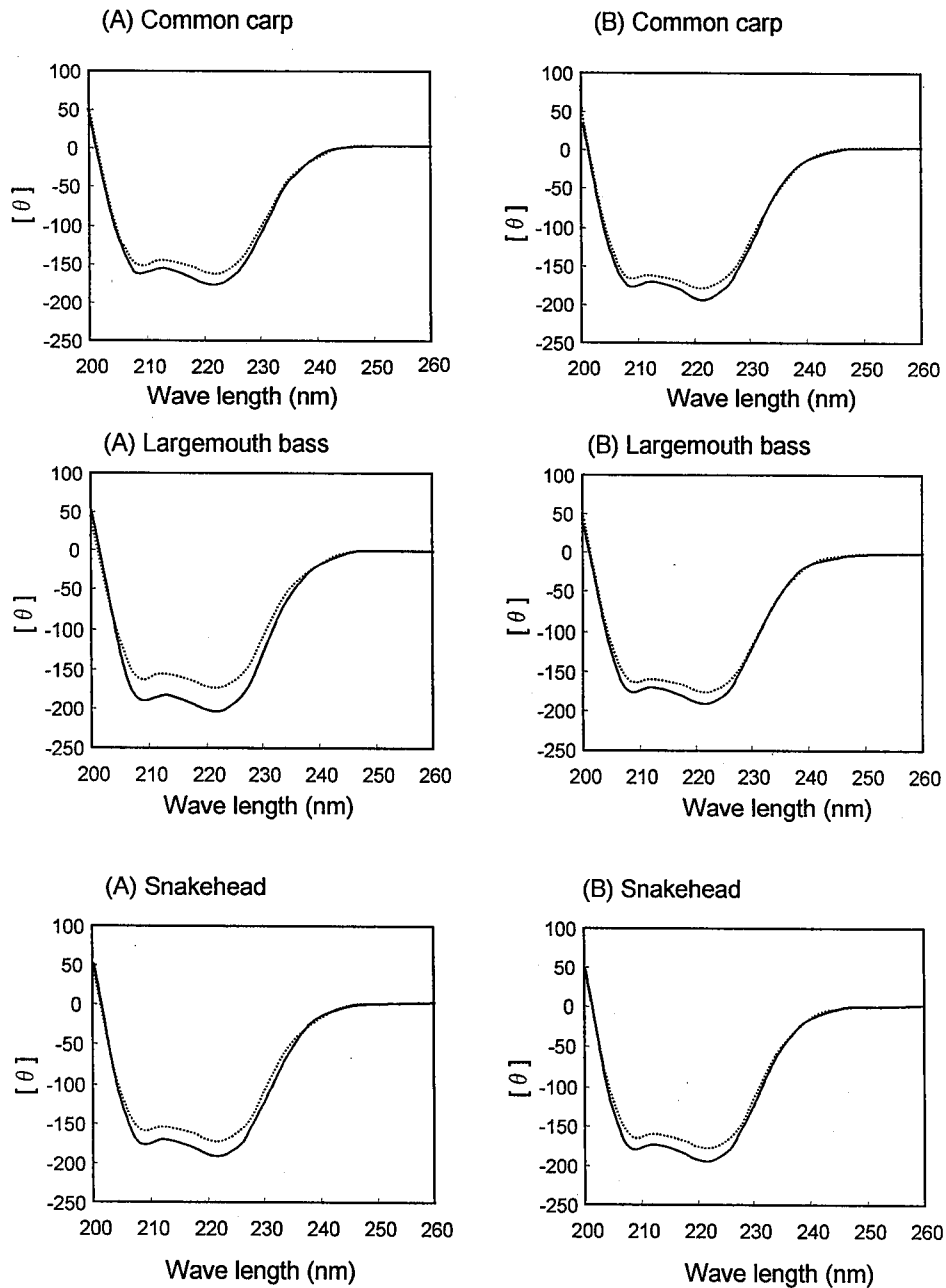 (A) Common carp
(B) Common carp
100
50
0
-50
-100
-150
-200
-250
[ θ ]
200 210 220 230 240 250 260
Wave length (nm)
100
50
0
-50
-100
-150
-200
-250
[ θ ]
200 210 220 230 240 250 260
Wave length (nm)
(A) Largemouth bass
(B) Largemouth bass
100
50
0
-50
-100
-150
-200
-250
[ θ ]
200 210 220 230 240 250 260
Wave length (nm)
100
50
0
-50
-100
-150
-200
-250
[ θ ]
200 210 220 230 240 250 260
Wave length (nm)
(A) Snakehead
(B) Snakehead
100
50
0
-50
-100
-150
-200
-250
[ θ ]
200 210 220 230 240 250 260
Wave length (nm)
100
50
0
-50
-100
-150
-200
-250
[ θ ]
200 210 220 230 240 250 260
Wave length (nm)